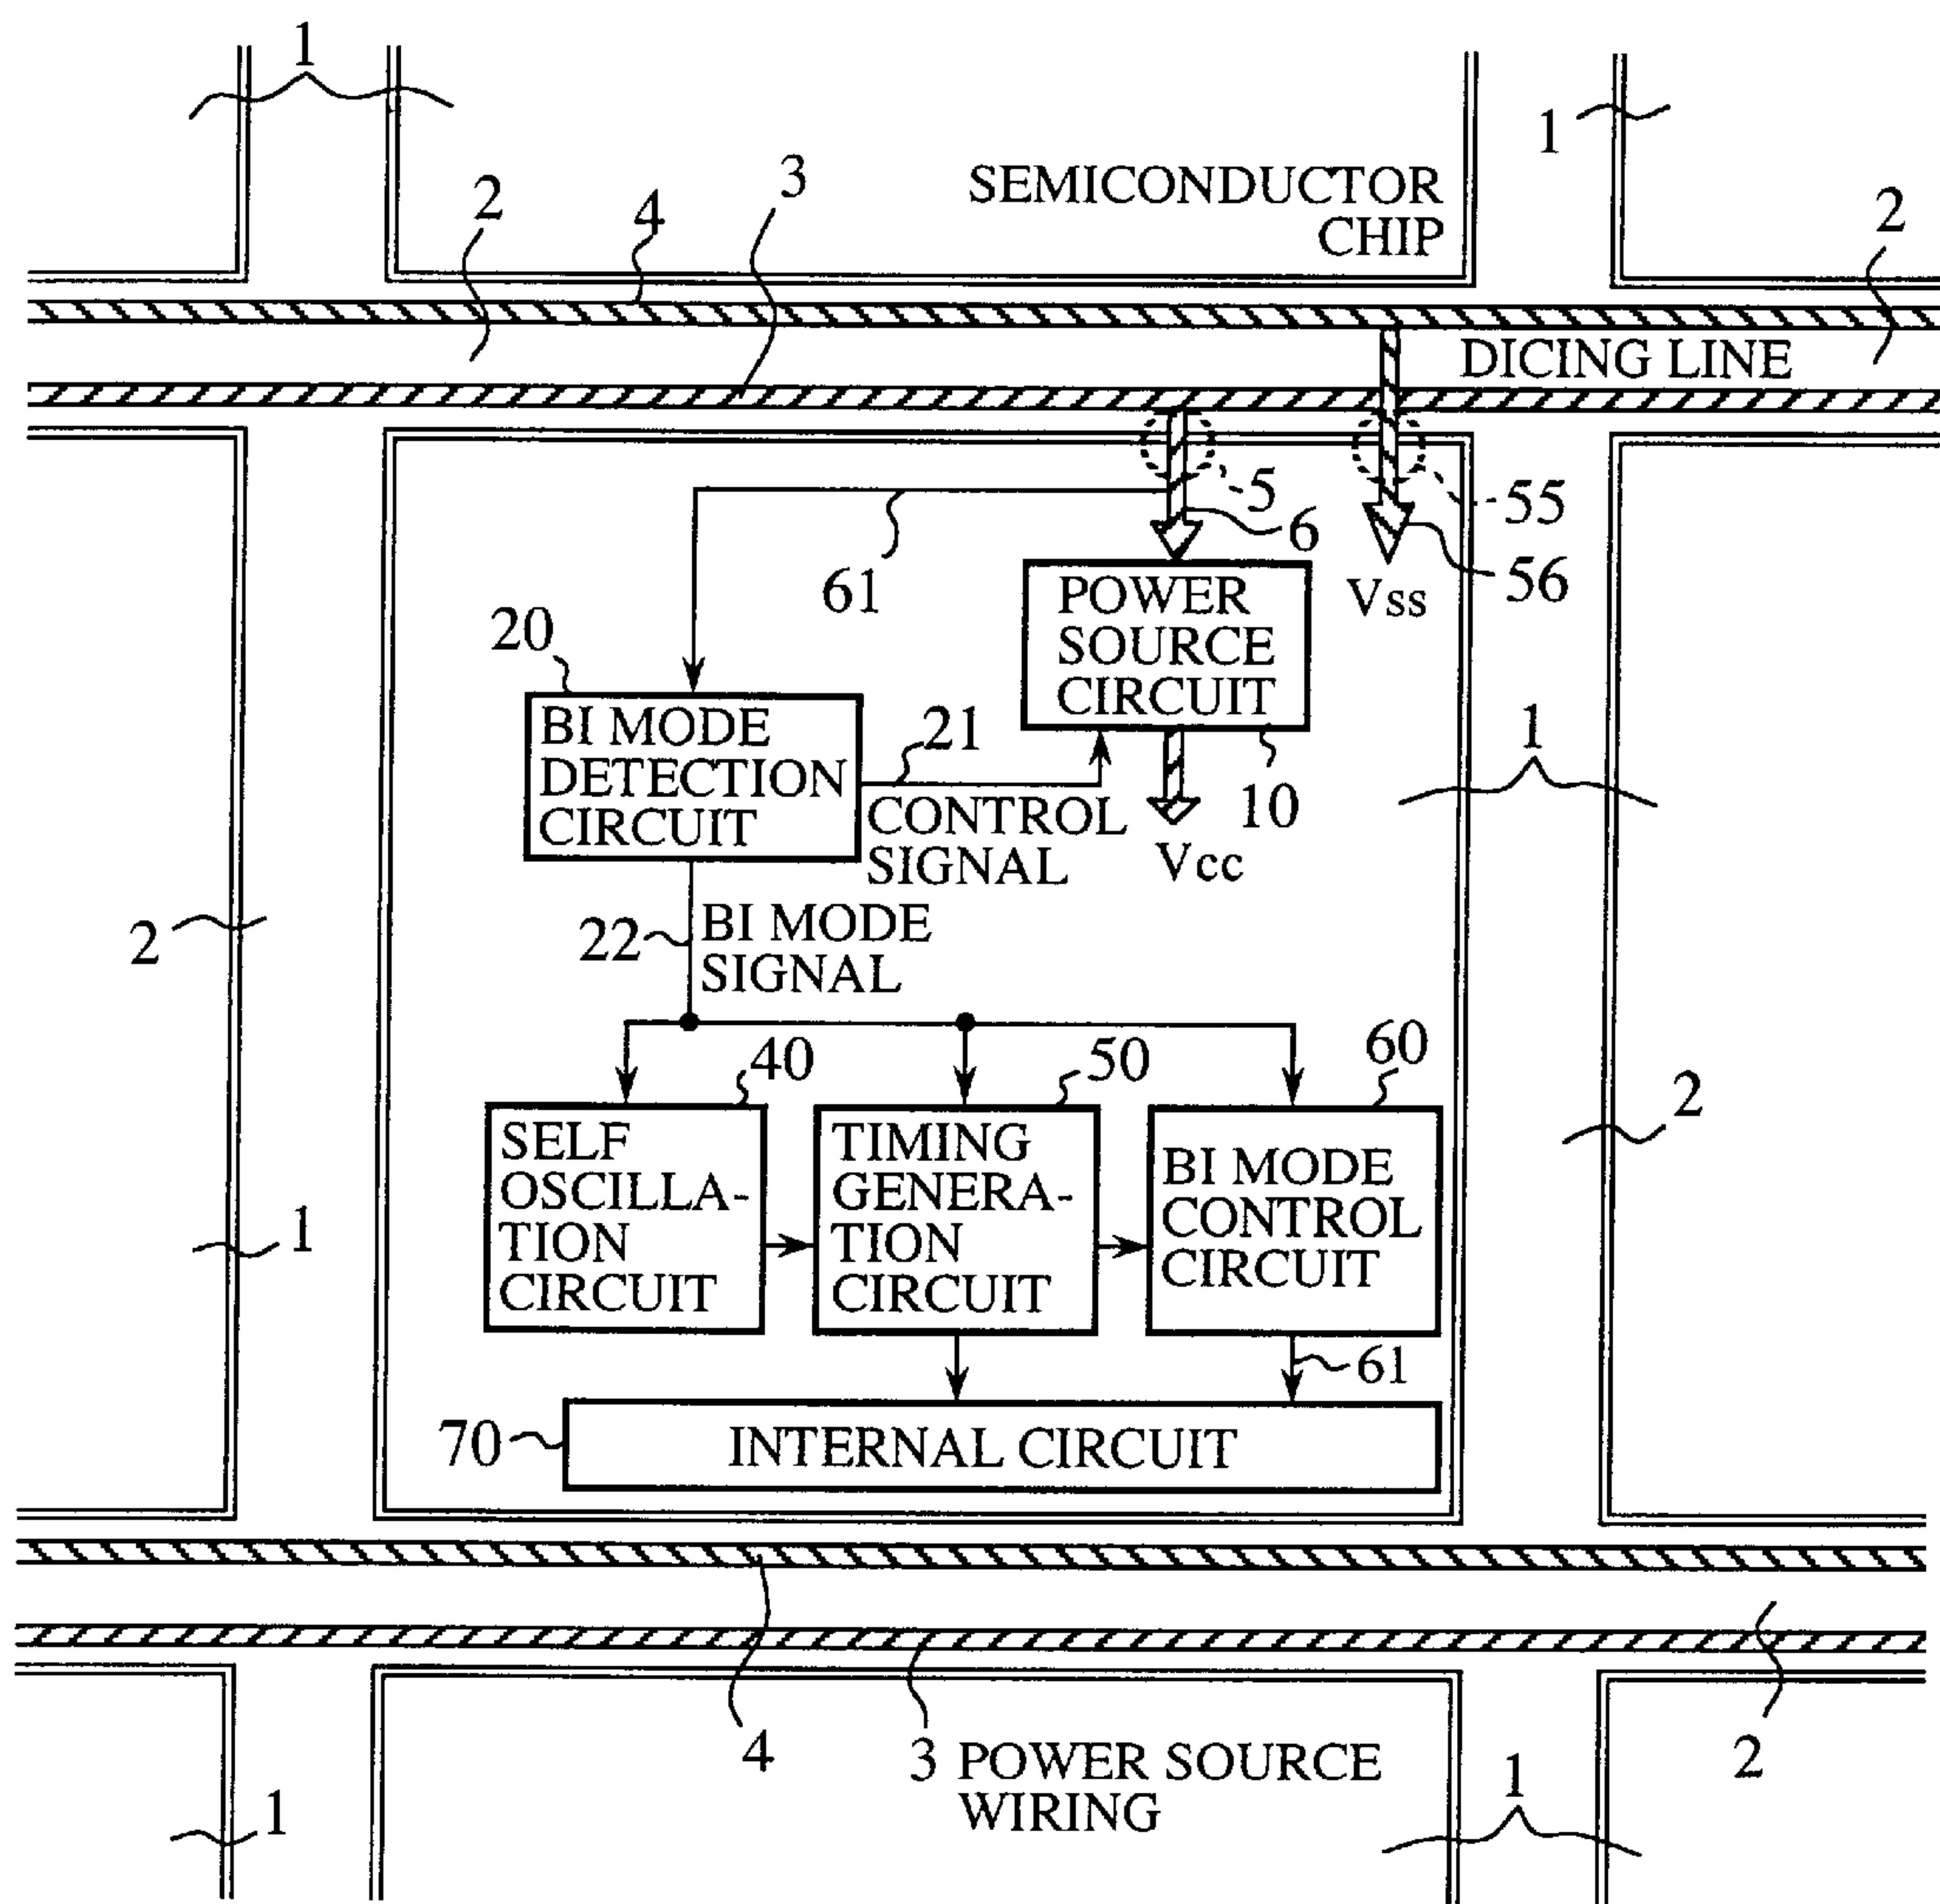 1
1
SEMICONDUCTOR
CHIP
2
4
3
2
DICING LINE
5
55
6
56
61
Vss
POWER
SOURCE
CIRCUIT
20
BI MODE
DETECTION
CIRCUIT
21
CONTROL
SIGNAL
10
Vcc
1
2
22
BI MODE
SIGNAL
40
50
60
2
SELF
OSCILLA-
TION
CIRCUIT
TIMING
GENERA-
TION
CIRCUIT
BI MODE
CONTROL
CIRCUIT
1
61
70
INTERNAL CIRCUIT
4
3 POWER SOURCE
WIRING
2
1
1